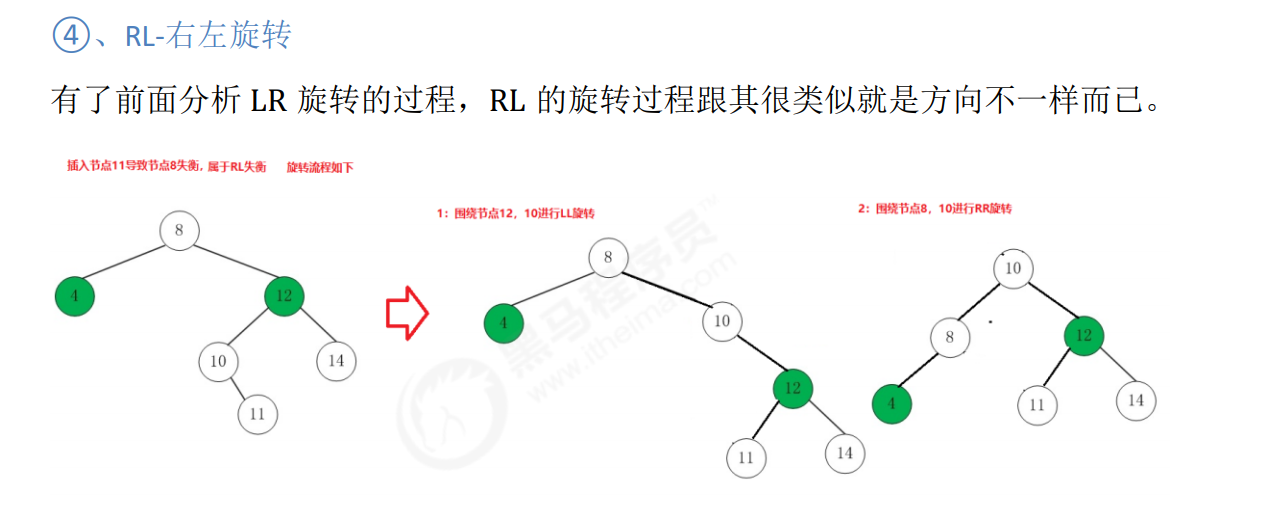 ④、RL-右左旋转
有了前面分析 LR 旋转的过程，RL 的旋转过程跟其很类似就是方向不一样而已。
插入节点11导致节点8失衡, 属于RL失衡 旋转流程如下
8
4
12
10
14
11
1：围绕节点12，10进行LL旋转
8
4
10
12
11
14
2：围绕节点8，10进行RR旋转
10
8
12
4
11
14
黑马程序员™
www.itheima.com